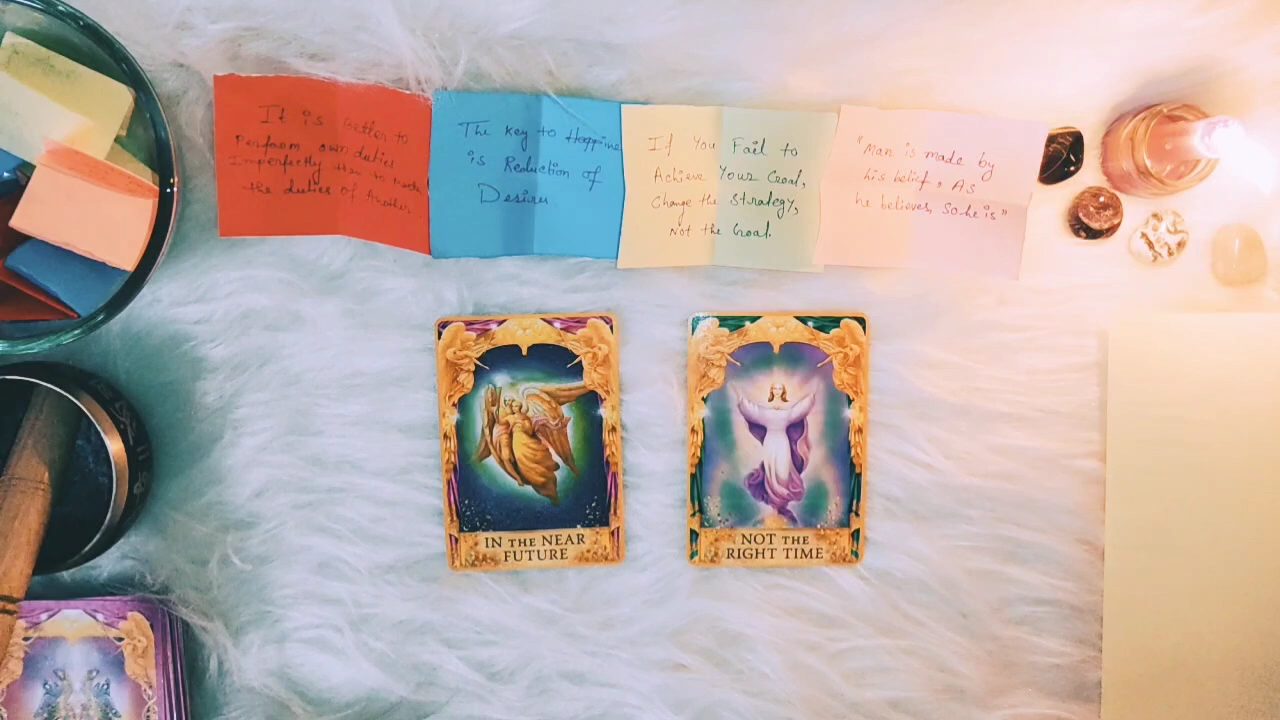 It is better to
Perform own duties
Imperfectly than to
the duties of Another.
The key to Happine
is Reduction of
Desires
If You Fail to
Achieve Your Goal,
Change the strategy,
Not the Goal.
"Man is made by
his belief, As
he believes, so he is"
IN THE NEAR
FUTURE
NOT THE
RIGHT TIME